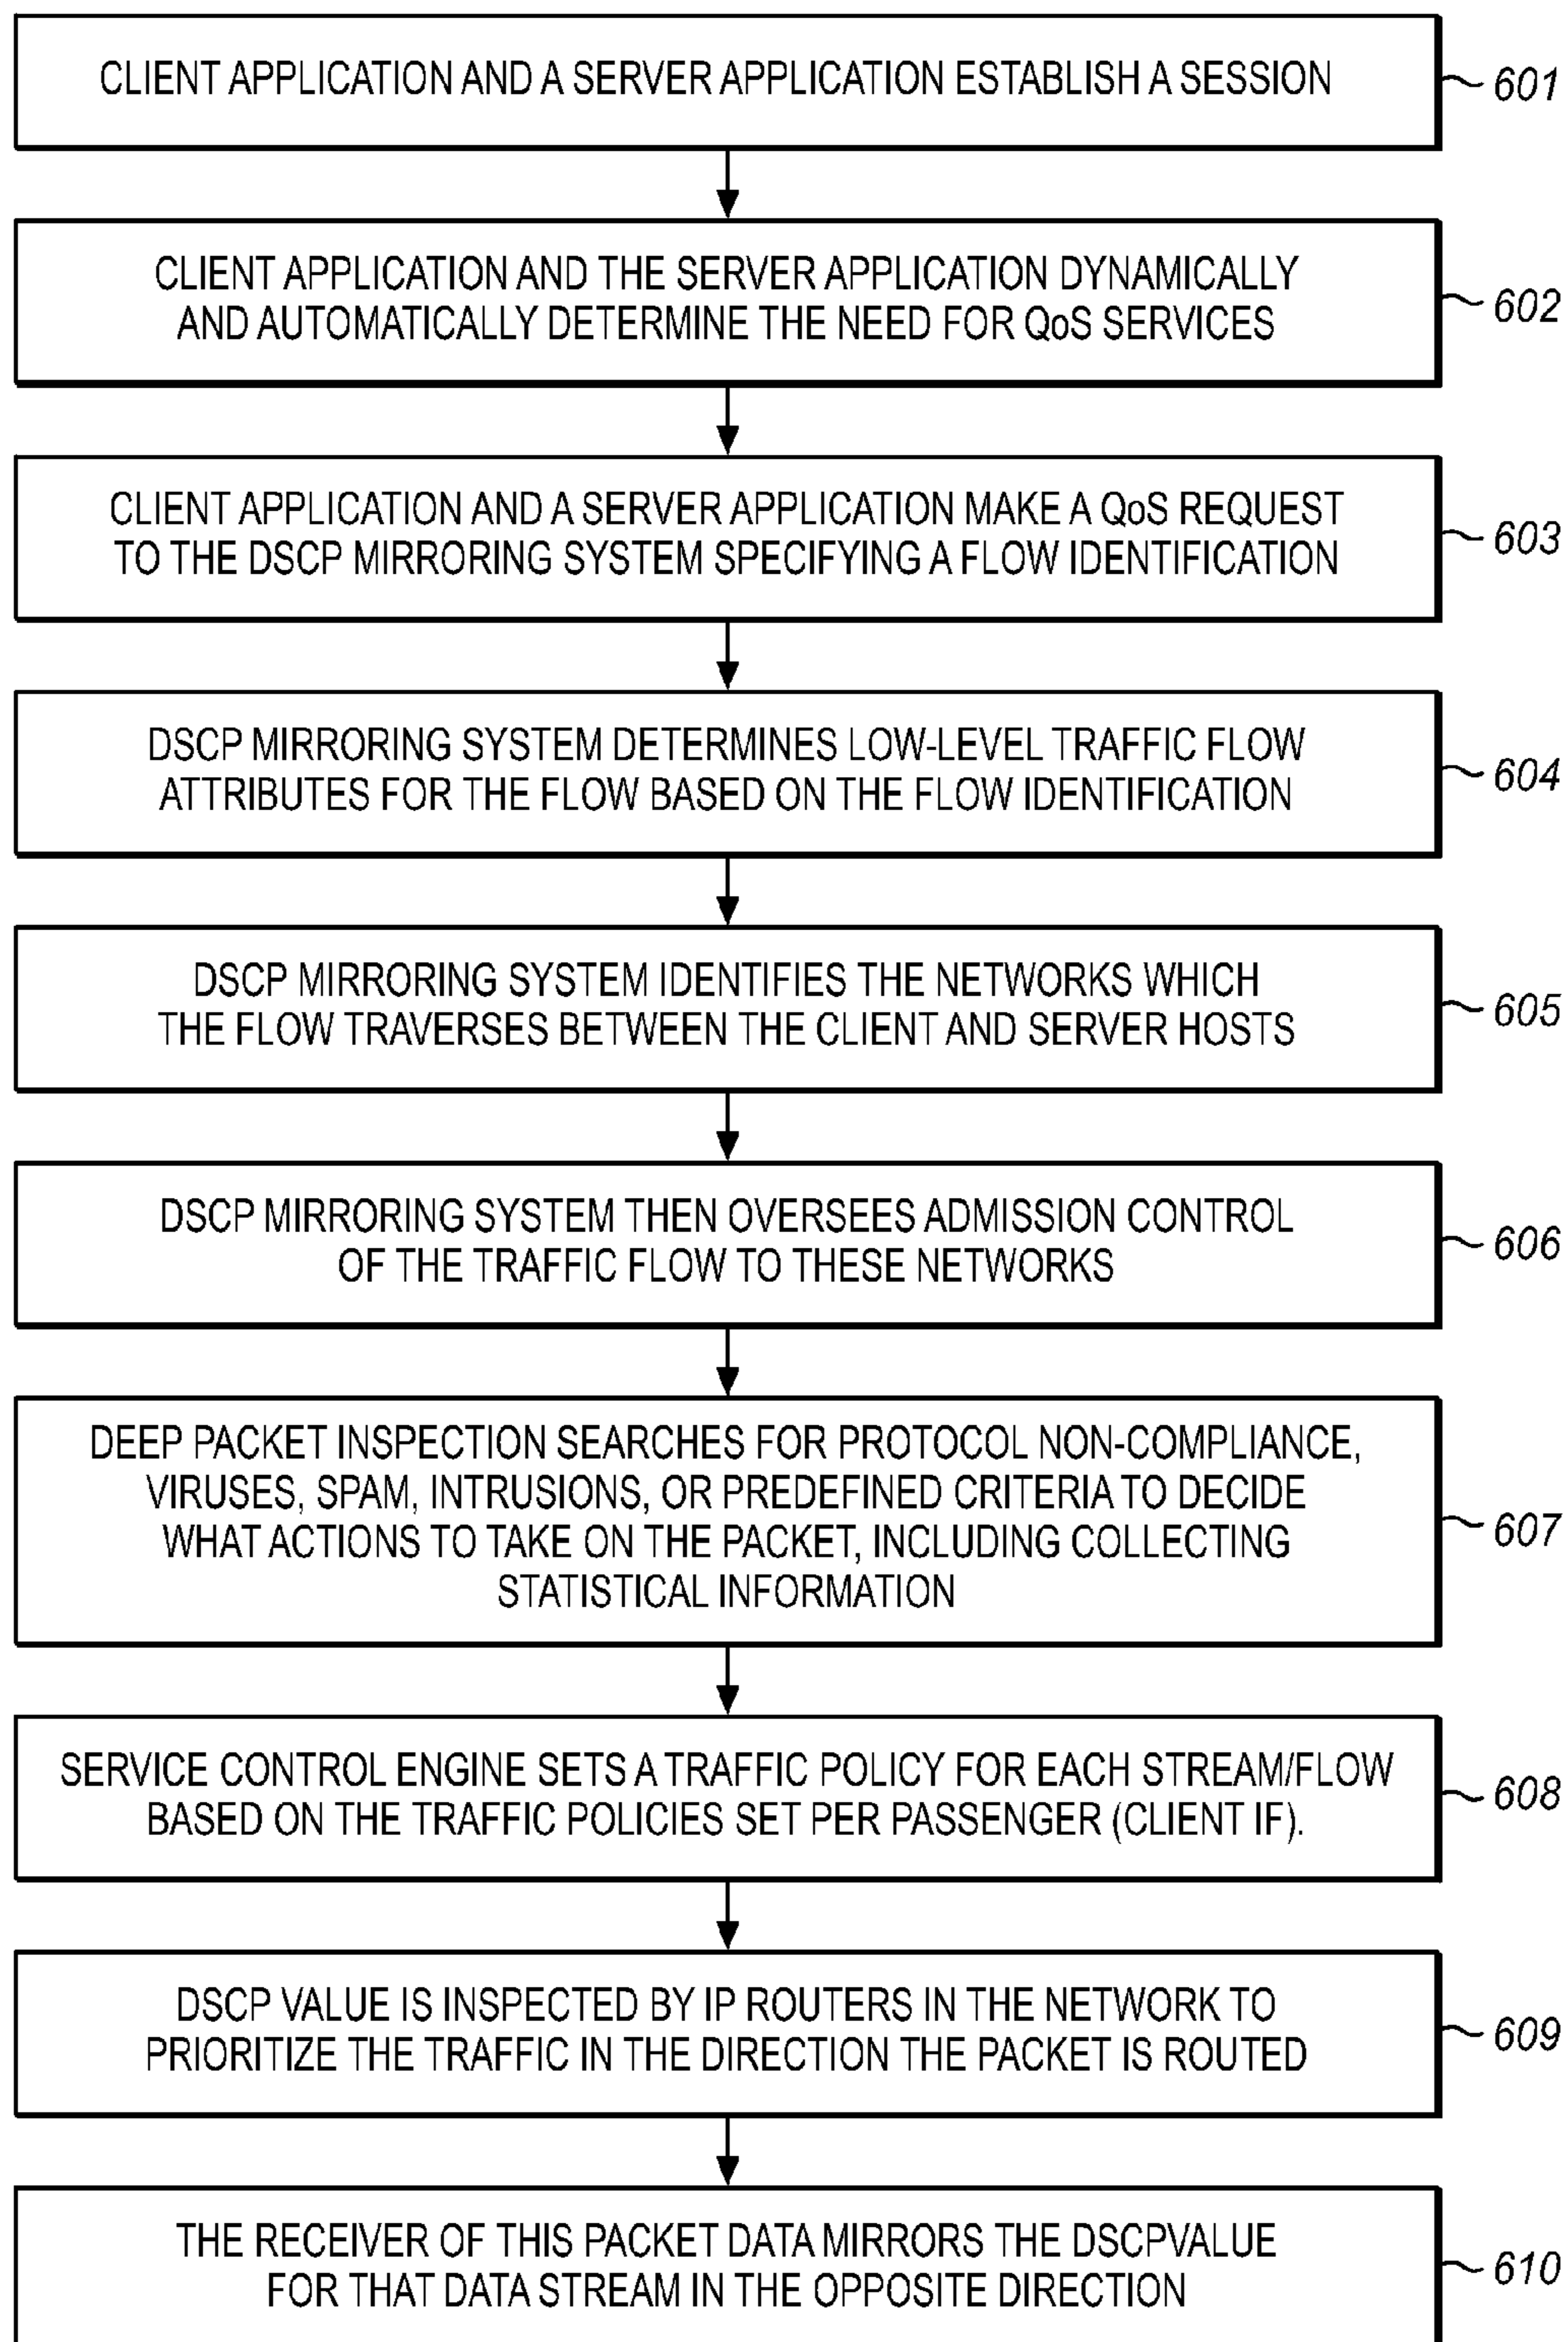 CLIENT APPLICATION AND A SERVER APPLICATION ESTABLISH A SESSION
601
CLIENT APPLICATION AND THE SERVER APPLICATION DYNAMICALLY
AND AUTOMATICALLY DETERMINE THE NEED FOR QoS SERVICES
602
CLIENT APPLICATION AND A SERVER APPLICATION MAKE A QoS REQUEST
TO THE DSCP MIRRORING SYSTEM SPECIFYING A FLOW IDENTIFICATION
603
DSCP MIRRORING SYSTEM DETERMINES LOW-LEVEL TRAFFIC FLOW
ATTRIBUTES FOR THE FLOW BASED ON THE FLOW IDENTIFICATION
604
DSCP MIRRORING SYSTEM IDENTIFIES THE NETWORKS WHICH
THE FLOW TRAVERSES BETWEEN THE CLIENT AND SERVER HOSTS
605
DSCP MIRRORING SYSTEM THEN OVERSEES ADMISSION CONTROL
OF THE TRAFFIC FLOW TO THESE NETWORKS
606
DEEP PACKET INSPECTION SEARCHES FOR PROTOCOL NON-COMPLIANCE,
VIRUSES, SPAM, INTRUSIONS, OR PREDEFINED CRITERIA TO DECIDE
WHAT ACTIONS TO TAKE ON THE PACKET, INCLUDING COLLECTING
STATISTICAL INFORMATION
607
SERVICE CONTROL ENGINE SETS A TRAFFIC POLICY FOR EACH STREAM/FLOW
BASED ON THE TRAFFIC POLICIES SET PER PASSENGER (CLIENT IF).
608
DSCP VALUE IS INSPECTED BY IP ROUTERS IN THE NETWORK TO
PRIORITIZE THE TRAFFIC IN THE DIRECTION THE PACKET IS ROUTED
609
THE RECEIVER OF THIS PACKET DATA MIRRORS THE DSCPVALUE
FOR THAT DATA STREAM IN THE OPPOSITE DIRECTION
610